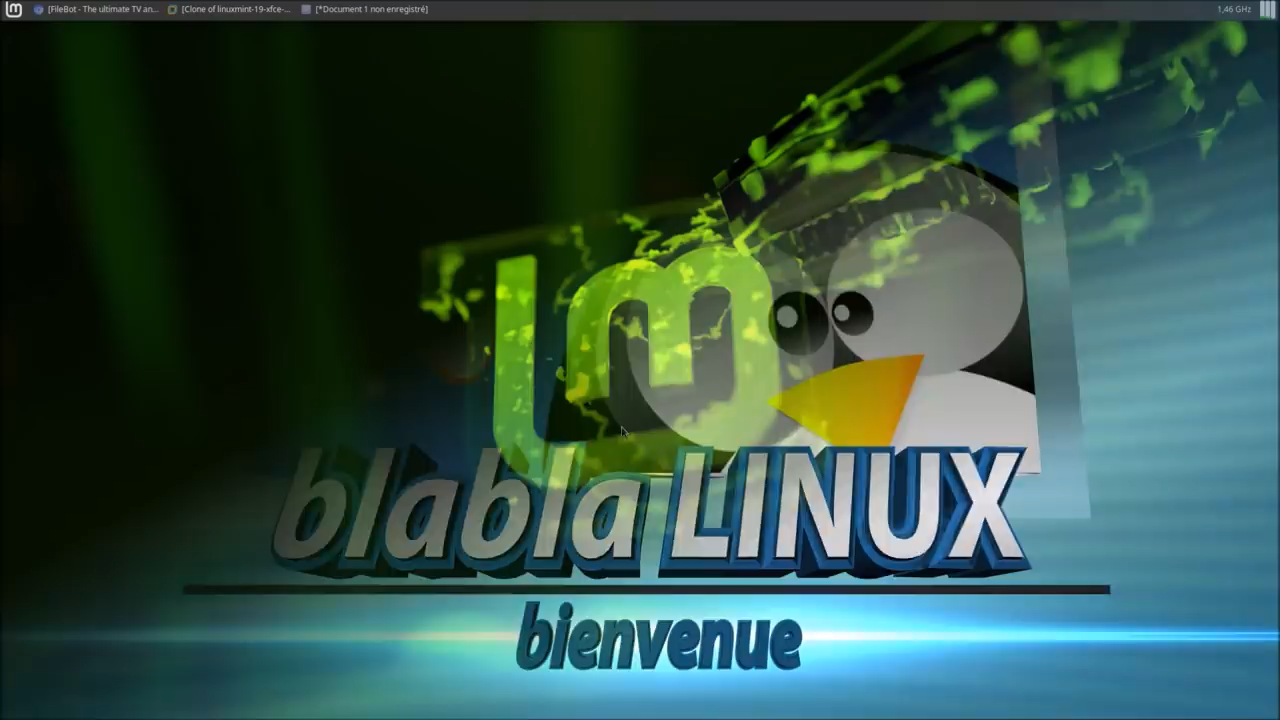 [FileBot - The ultimate TV an... [Clone of linuxmint-19-xfce-... [*Document 1 non enregistré] 1,46 GHz
blabla LINUX
bienvenue